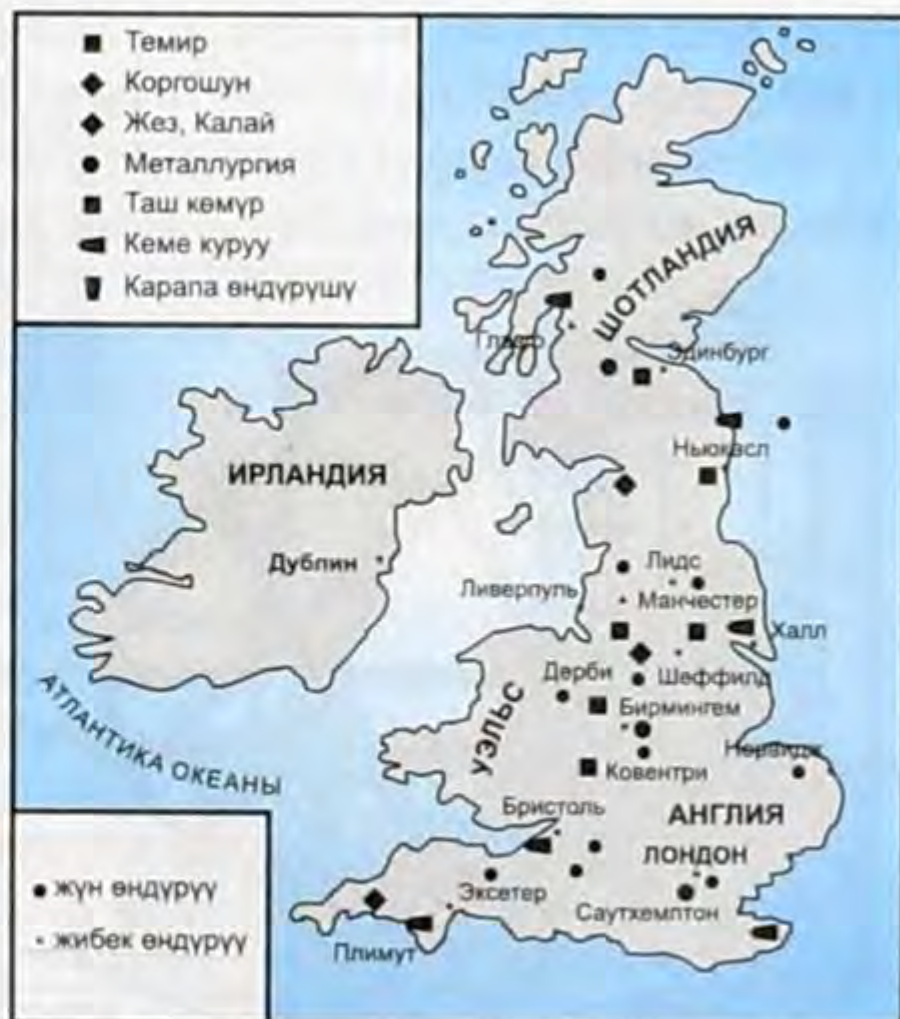 Темир
Коргошун
Жез, Калай
Металлургия
Таш көмүр
Кеме куруу
Карапа өндүрүшү
ШОТЛАНДИЯ
Эдинбург
Ньюкасл
ИРЛАНДИЯ
Дублин
Лидс
Ливерпуль
Манчестер
Халл
Дерби
Шеффилд
УЭЛЬС
Бирмингем
АТЛАНТИКА ОКЕАНЫ
Норвидж
Ковентри
Бристоль
АНГЛИЯ
ЛОНДОН
Эксетер
Саутхемптон
Плимут
жүн өндүрүү
жибек өндүрүү